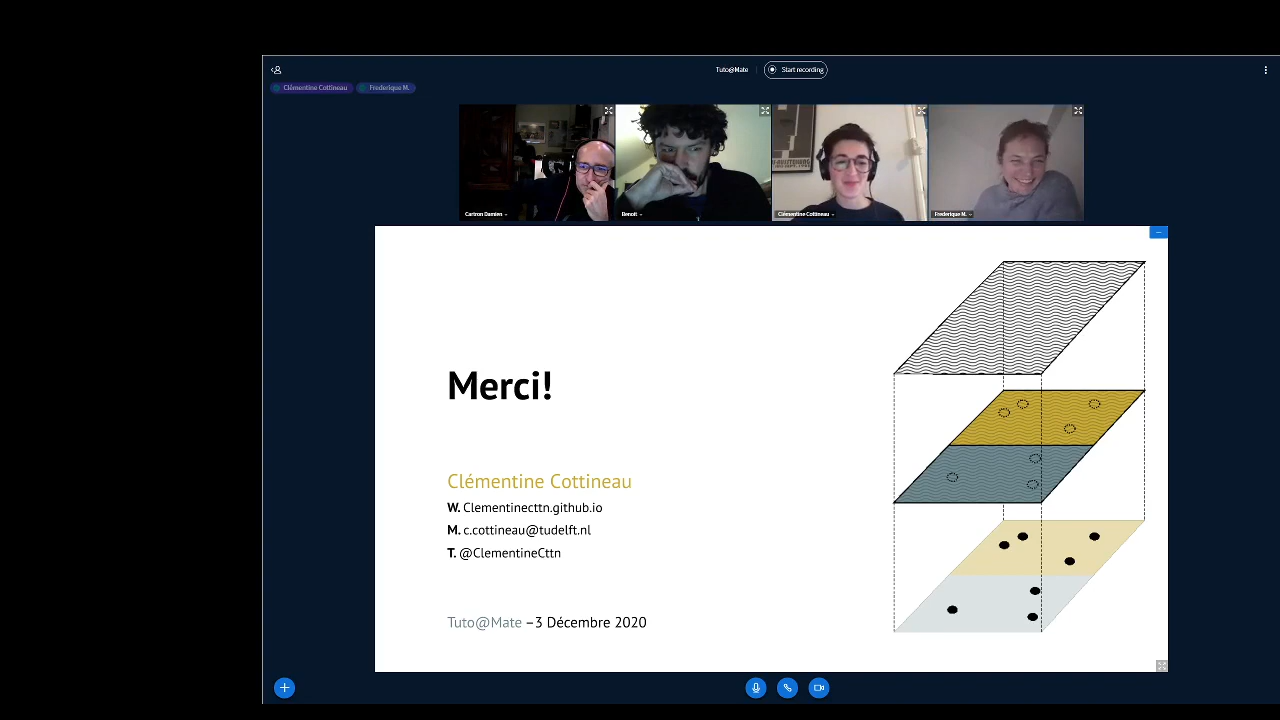 Tuto@Mate
Start recording
Clémentine Cottineau
Frederique M.
Cariron Damien
Benoit
Clémentine Cottineau
Frederique M.
Merci!
Clémentine Cottineau
W. Clementinecttn.github.io
M. c.cottineau@tudelft.nl
T. @ClementineCttn
Tuto@Mate –3 Décembre 2020